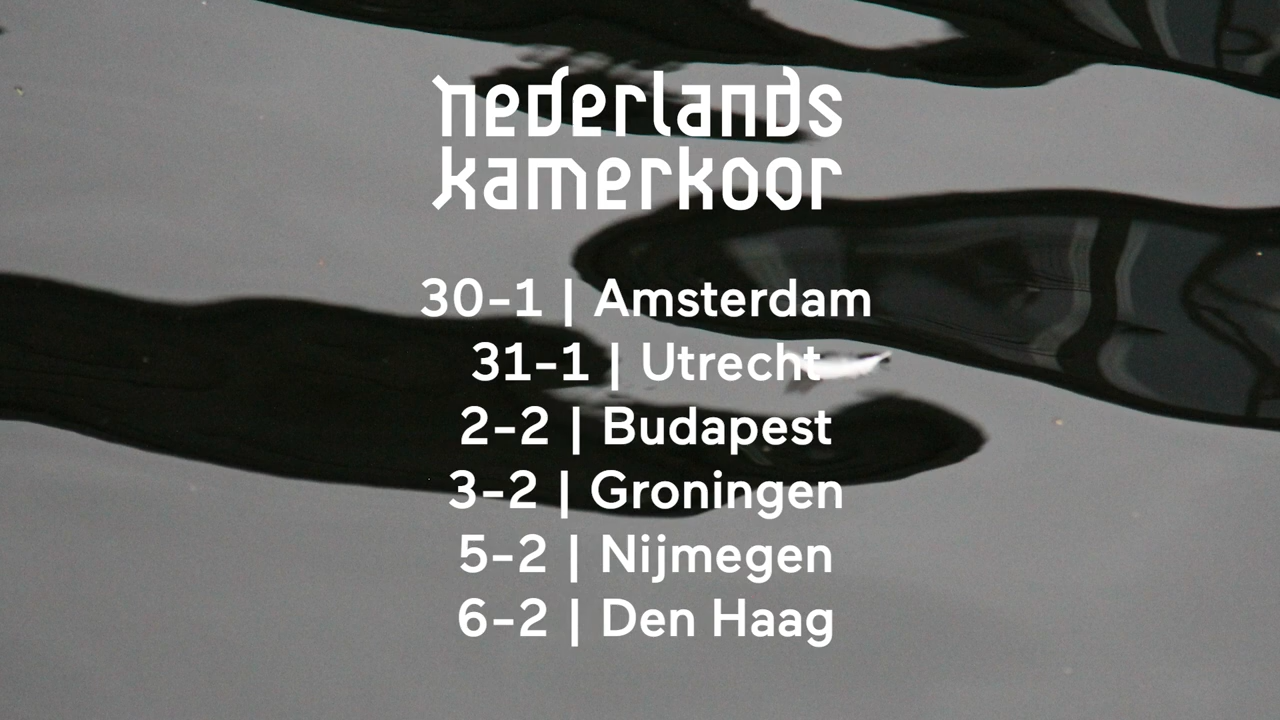 nederlands
kamerkoor
30-1 | Amsterdam
31-1 | Utrecht
2-2 | Budapest
3-2 | Groningen
5-2 | Nijmegen
6-2 | Den Haag